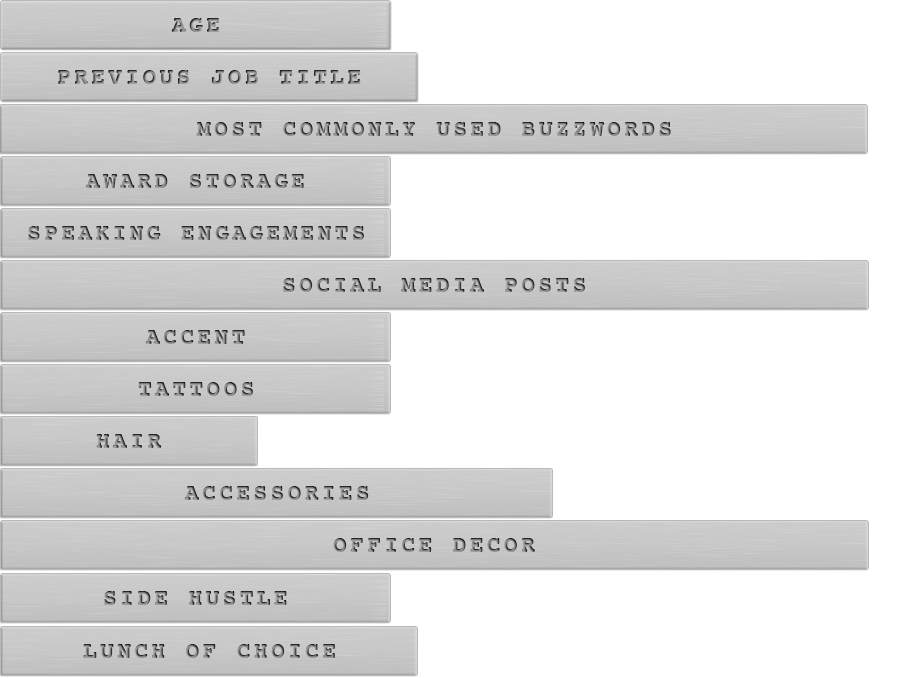 AGE
PREVIOUS JOB TITLE
MOST COMMONLY USED BUZZWORDS
AWARD STORAGE
SPEAKING ENGAGEMENTS
SOCIAL MEDIA POSTS
ACCENT
TATTOOS
HAIR
ACCESSORIES
OFFICE DECOR
SIDE HUSTLE
LUNCH OF CHOICE